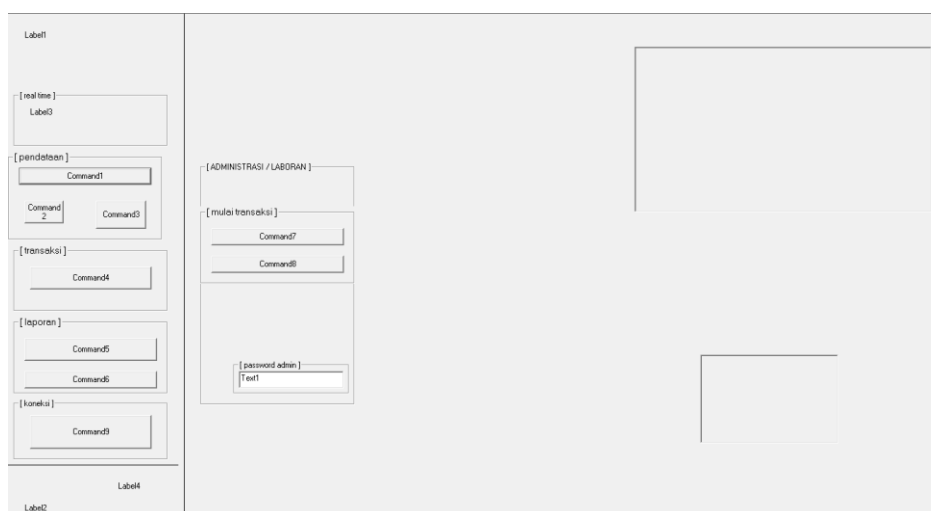 Label1
[ real time ]
Label3
[ pendataan ]
Command1
Command
2
Command3
[ transaksi ]
Command4
[ laporan ]
Command5
Command6
[ koneksi ]
Command9
Label4
Label2
[ ADMINISTRASI / LABORAN ]
[ mulai transaksi ]
Command7
Command8
[ password admin ]
Text1